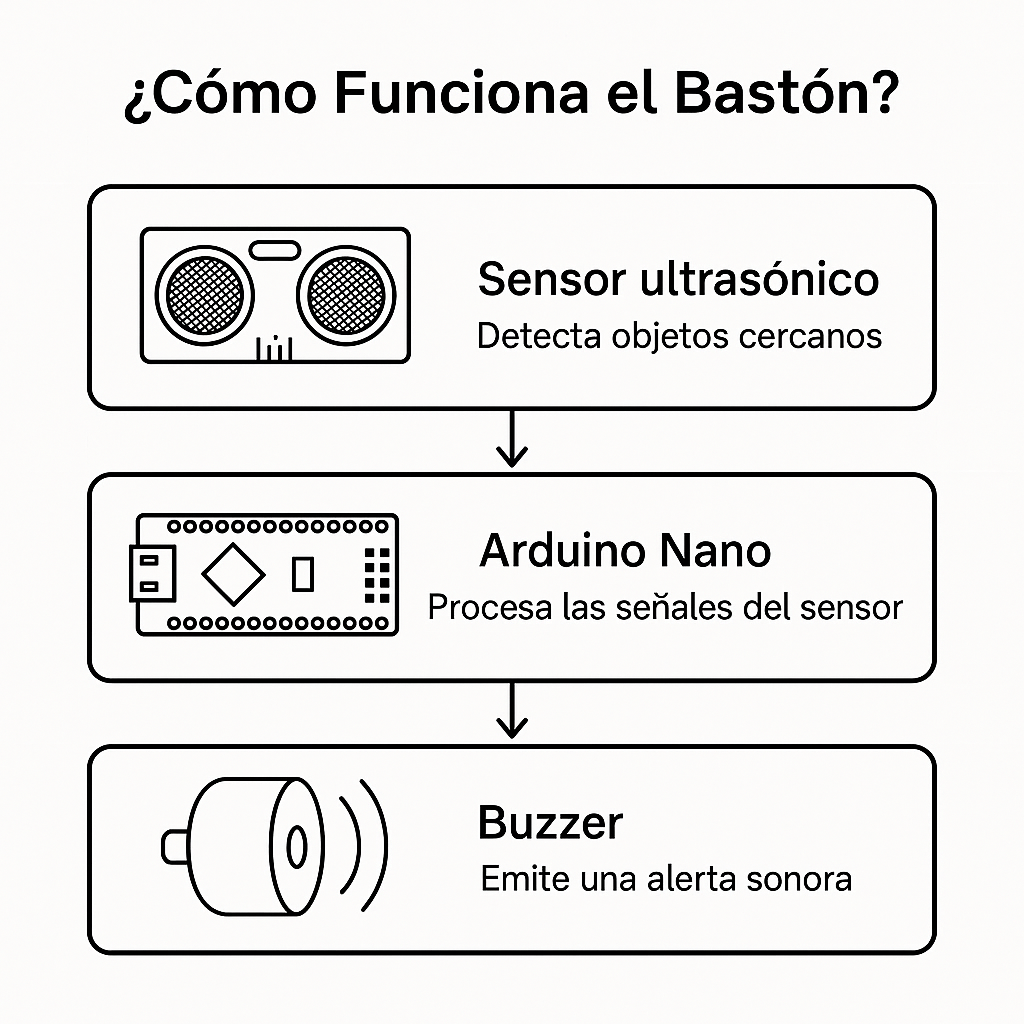 ¿Cómo Funciona el Bastón?
Sensor ultrasónico
Detecta objetos cercanos
Arduino Nano
Procesa las señales del sensor
Buzzer
Emite una alerta sonora